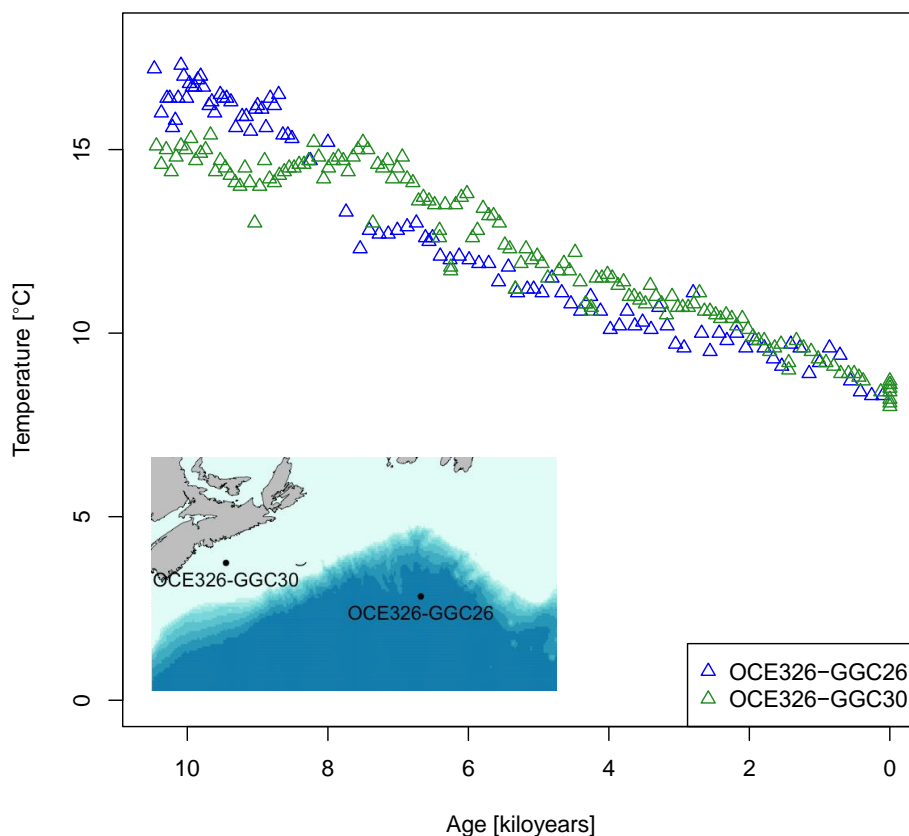 Temperature [°C]
15
10
5
0
OCE326-GGC30
OCE326-GGC26
OCE326−GGC26
OCE326−GGC30
10 8 6 4 2 0
Age [kiloyears]